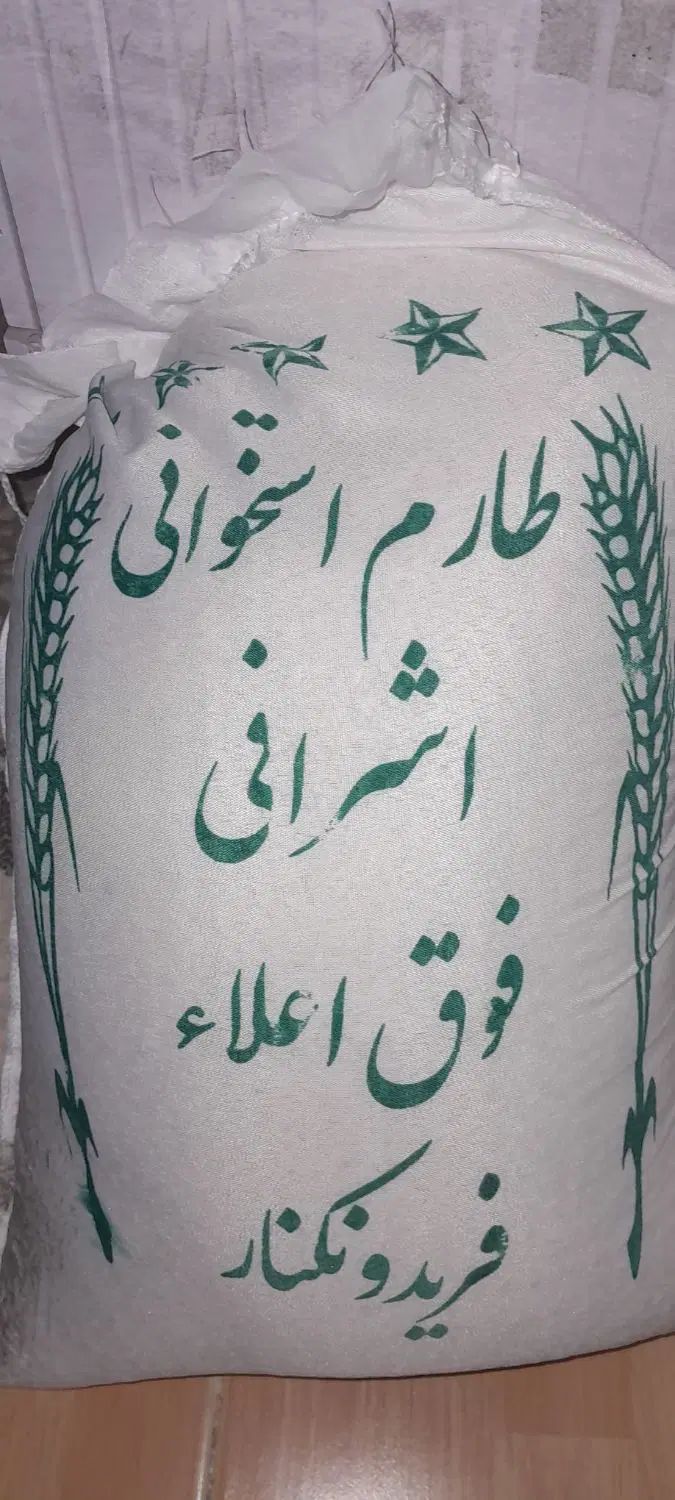 طارم استخوانی
اشرافی
فوق اعلاء
فریدونکنار